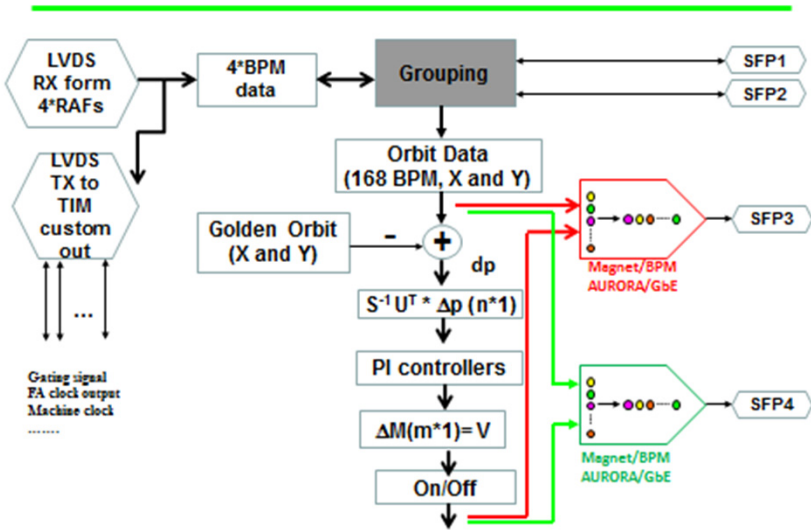 LVDS
RX form
4*RAFs
4*BPM
data
Grouping
SFP1
SFP2
LVDS
TX to
TIM
custom
out
Orbit Data
(168 BPM, X and Y)
Golden Orbit
(X and Y)
–
+
dp
S⁻¹ Uᵀ * Δp (n*1)
PI controllers
ΔM(m*1)= V
On/Off
...
Gating signal
FA clock output
Machine clock
.......
SFP3
Magnet/BPM
AURORA/GbE
SFP4
Magnet/BPM
AURORA/GbE